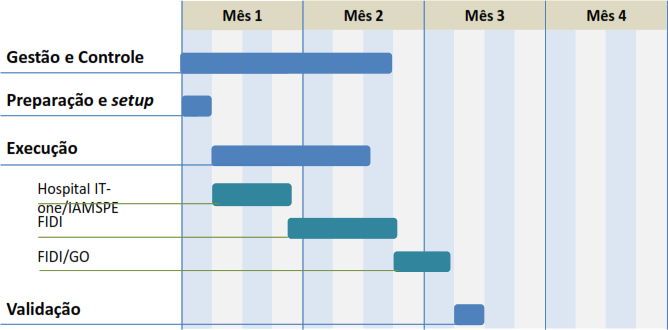 Mês 1 Mês 2 Mês 3 Mês 4
Gestão e Controle
Preparação e setup
Execução
Hospital IT-
one/IAMSPE
FIDI
FIDI/GO
Validação